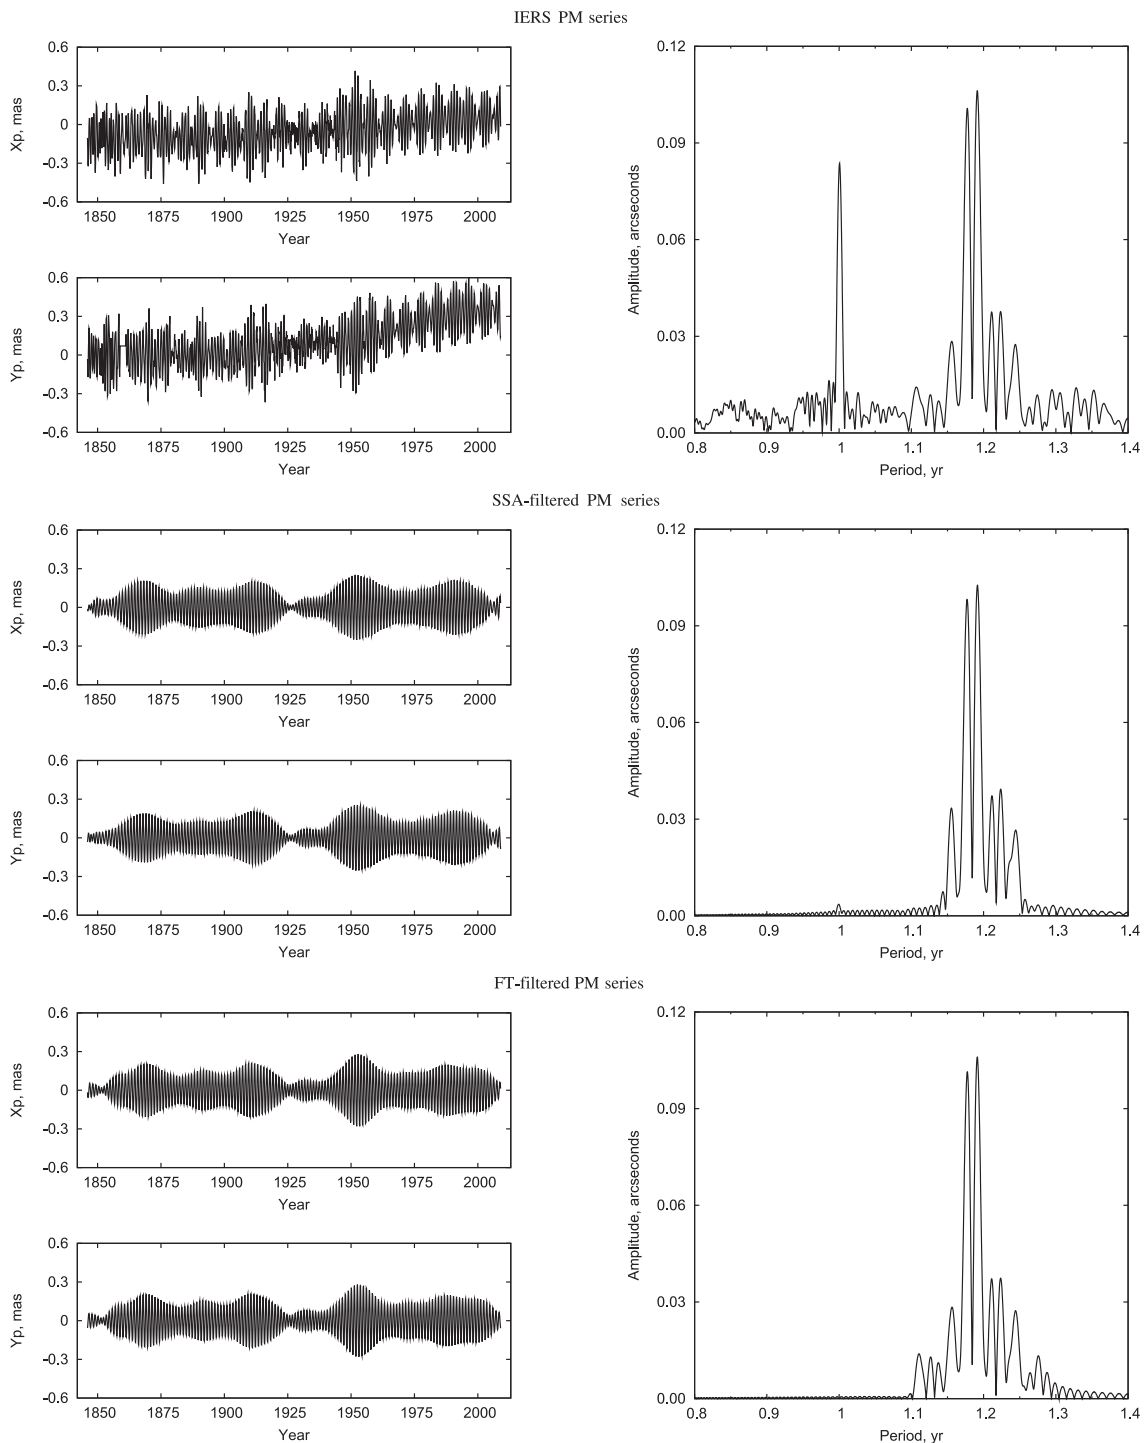 IERS PM series
0.6
0.3
0
-0.3
-0.6
Xp, mas
1850 1875 1900 1925 1950 1975 2000
Year
0.6
0.3
0
-0.3
-0.6
Yp, mas
1850 1875 1900 1925 1950 1975 2000
Year
0.12
0.09
0.06
0.03
0.00
Amplitude, arcseconds
0.8 0.9 1 1.1 1.2 1.3 1.4
Period, yr
SSA-filtered PM series
0.6
0.3
0
-0.3
-0.6
Xp, mas
1850 1875 1900 1925 1950 1975 2000
Year
0.6
0.3
0
-0.3
-0.6
Yp, mas
1850 1875 1900 1925 1950 1975 2000
Year
0.12
0.09
0.06
0.03
0.00
Amplitude, arcseconds
0.8 0.9 1 1.1 1.2 1.3 1.4
Period, yr
FT-filtered PM series
0.6
0.3
0
-0.3
-0.6
Xp, mas
1850 1875 1900 1925 1950 1975 2000
Year
0.6
0.3
0
-0.3
-0.6
Yp, mas
1850 1875 1900 1925 1950 1975 2000
Year
0.12
0.09
0.06
0.03
0.00
Amplitude, arcseconds
0.8 0.9 1 1.1 1.2 1.3 1.4
Period, yr